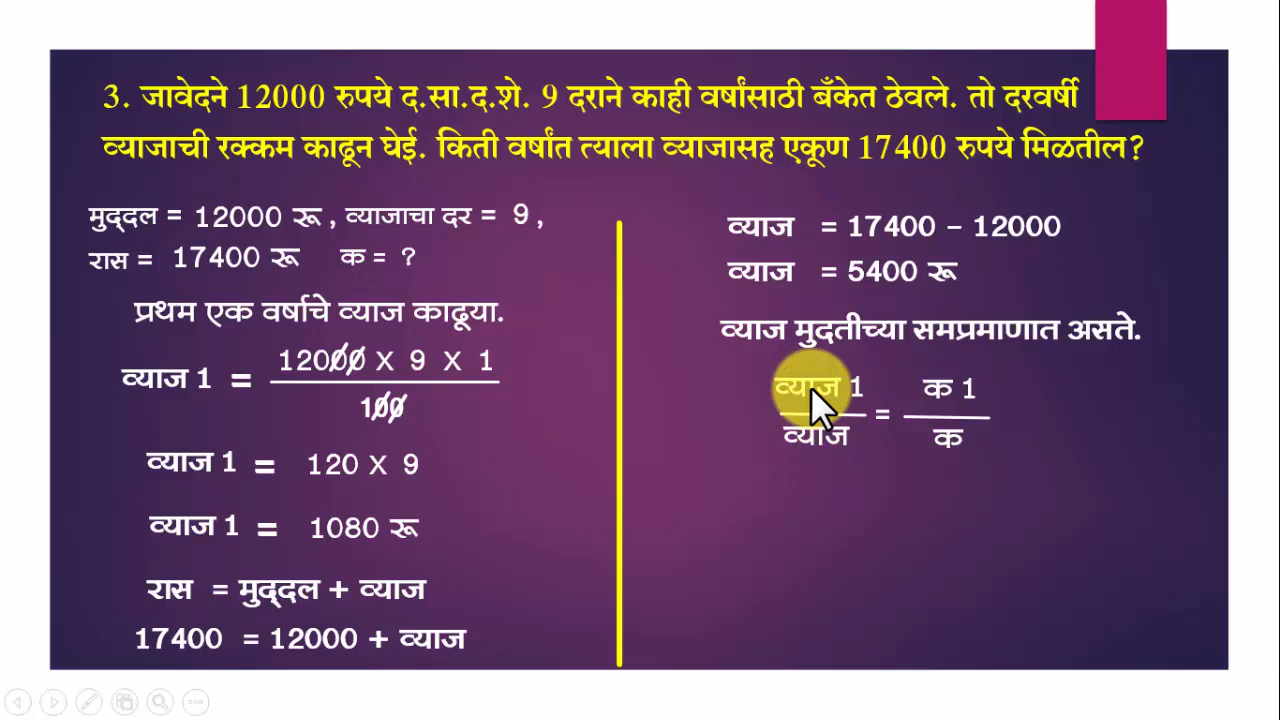 3. जावेदने 12000 रुपये द.सा.द.शे. 9 दराने काही वर्षांसाठी बँकेत ठेवले. तो दरवर्षी
व्याजाची रक्कम काढून घेई. किती वर्षांत त्याला व्याजासह एकूण 17400 रुपये मिळतील?
मुद्दल = 12000 रू , व्याजाचा दर = 9 ,
रास = 17400 रू क = ?
प्रथम एक वर्षाचे व्याज काढूया.
व्याज 1 = 12000 X 9 X 1
100
व्याज 1 = 120 X 9
व्याज 1 = 1080 रू
रास = मुद्दल + व्याज
17400 = 12000 + व्याज
व्याज = 17400 – 12000
व्याज = 5400 रू
व्याज मुदतीच्या समप्रमाणात असते.
व्याज 1 = क 1
व्याज क